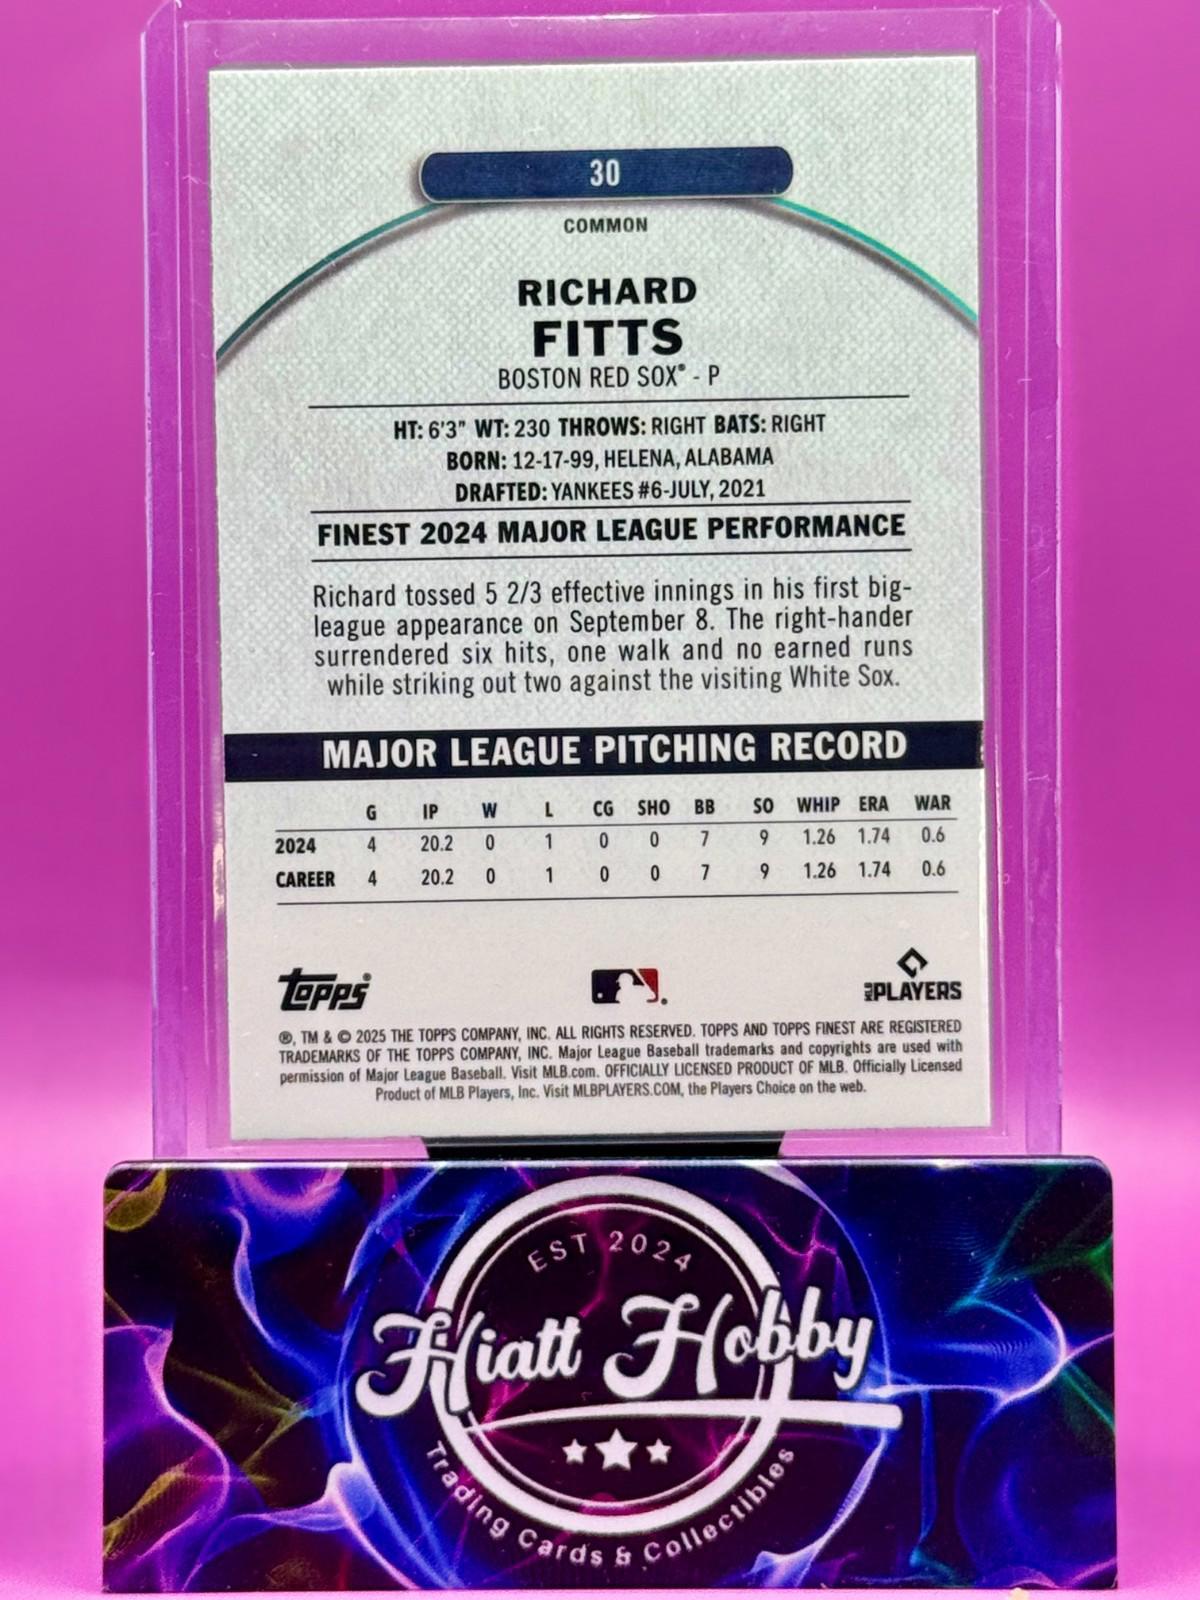 30
COMMON
RICHARD
FITTS
BOSTON RED SOX® - P
HT: 6'3" WT: 230 THROWS: RIGHT BATS: RIGHT
BORN: 12-17-99, HELENA, ALABAMA
DRAFTED: YANKEES #6-JULY, 2021
FINEST 2024 MAJOR LEAGUE PERFORMANCE
Richard tossed 5 2/3 effective innings in his first big-
league appearance on September 8. The right-hander
surrendered six hits, one walk and no earned runs
while striking out two against the visiting White Sox.
MAJOR LEAGUE PITCHING RECORD
G IP W L CG SHO BB SO WHIP ERA WAR
2024 4 20.2 0 1 0 0 7 9 1.26 1.74 0.6
CAREER 4 20.2 0 1 0 0 7 9 1.26 1.74 0.6
topps®
MLB PLAYERS
®, TM & © 2025 THE TOPPS COMPANY, INC. ALL RIGHTS RESERVED. TOPPS AND TOPPS FINEST ARE REGISTERED
TRADEMARKS OF THE TOPPS COMPANY, INC. Major League Baseball trademarks and copyrights are used with
permission of Major League Baseball. Visit MLB.com. OFFICIALLY LICENSED PRODUCT OF MLB. Officially Licensed
Product of MLB Players, Inc. Visit MLBPLAYERS.COM, the Players Choice on the web.
EST 2024
Hiatt Hobby
Trading Cards & Collectibles